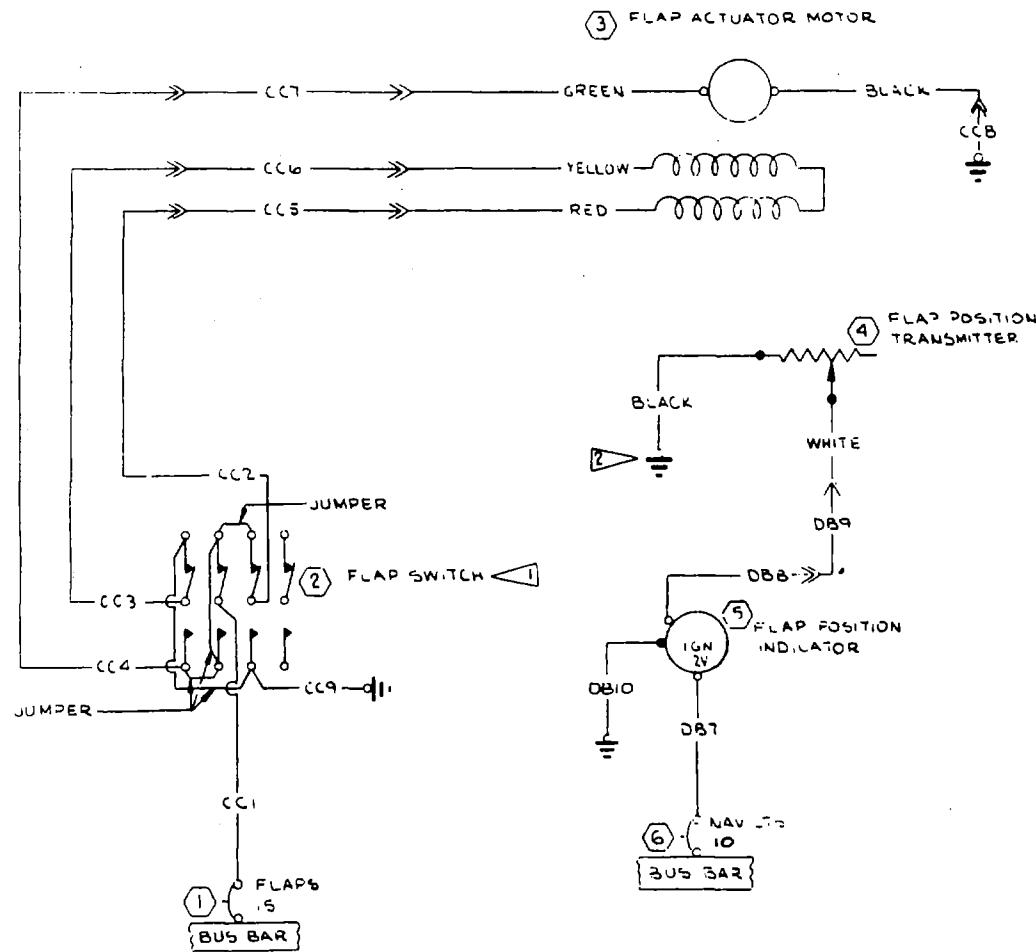 3 FLAP ACTUATOR MOTOR
CC7
GREEN
BLACK
CC8
CC6
YELLOW
CC5
RED
4 FLAP POSITION
TRANSMITTER
BLACK
2
WHITE
CC2
JUMPER
DB9
2 FLAP SWITCH 1
DB8
CC3
5 FLAP POSITION
INDICATOR
IGN
2V
CC4
CC9
DB10
JUMPER
DB7
CC1
6 NAV
10
BUS BAR
1 FLAPS
15
BUS BAR